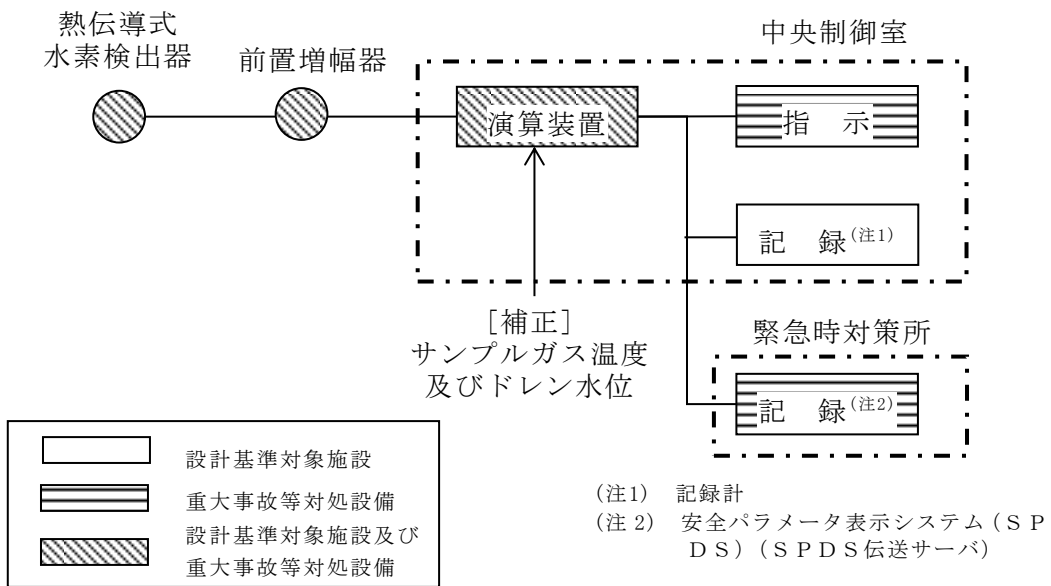 熱伝導式
水素検出器
前置増幅器
中央制御室
演算装置
指　示
記　録(注1)
[補正]
サンプルガス温度
及びドレン水位
緊急時対策所
記　録(注2)
設計基準対象施設
重大事故等対処設備
設計基準対象施設及び
重大事故等対処設備
(注1)　記録計
(注 2)　安全パラメータ表示システム(ＳＰ
ＤＳ)(ＳＰＤＳ伝送サーバ)